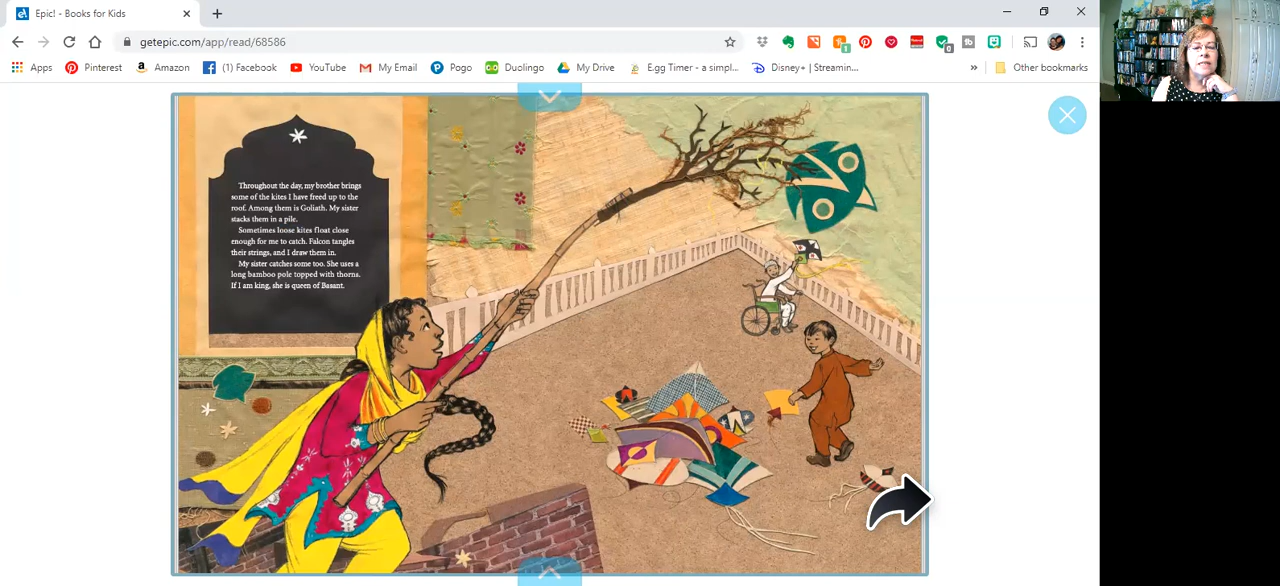 Epic! - Books for Kids
getepic.com/app/read/68586
Apps Pinterest Amazon (1) Facebook YouTube My Email Pogo Duolingo My Drive E.gg Timer - a simpl... Disney+ | Streamin... » Other bookmarks
Throughout the day, my brother brings
some of the kites I have freed up to the
roof. Among them is Goliath. My sister
stacks them in a pile.
Sometimes loose kites float close
enough for me to catch. Falcon tangles
their strings, and I draw them in.
My sister catches some too. She uses a
long bamboo pole topped with thorns.
If I am king, she is queen of Basant.